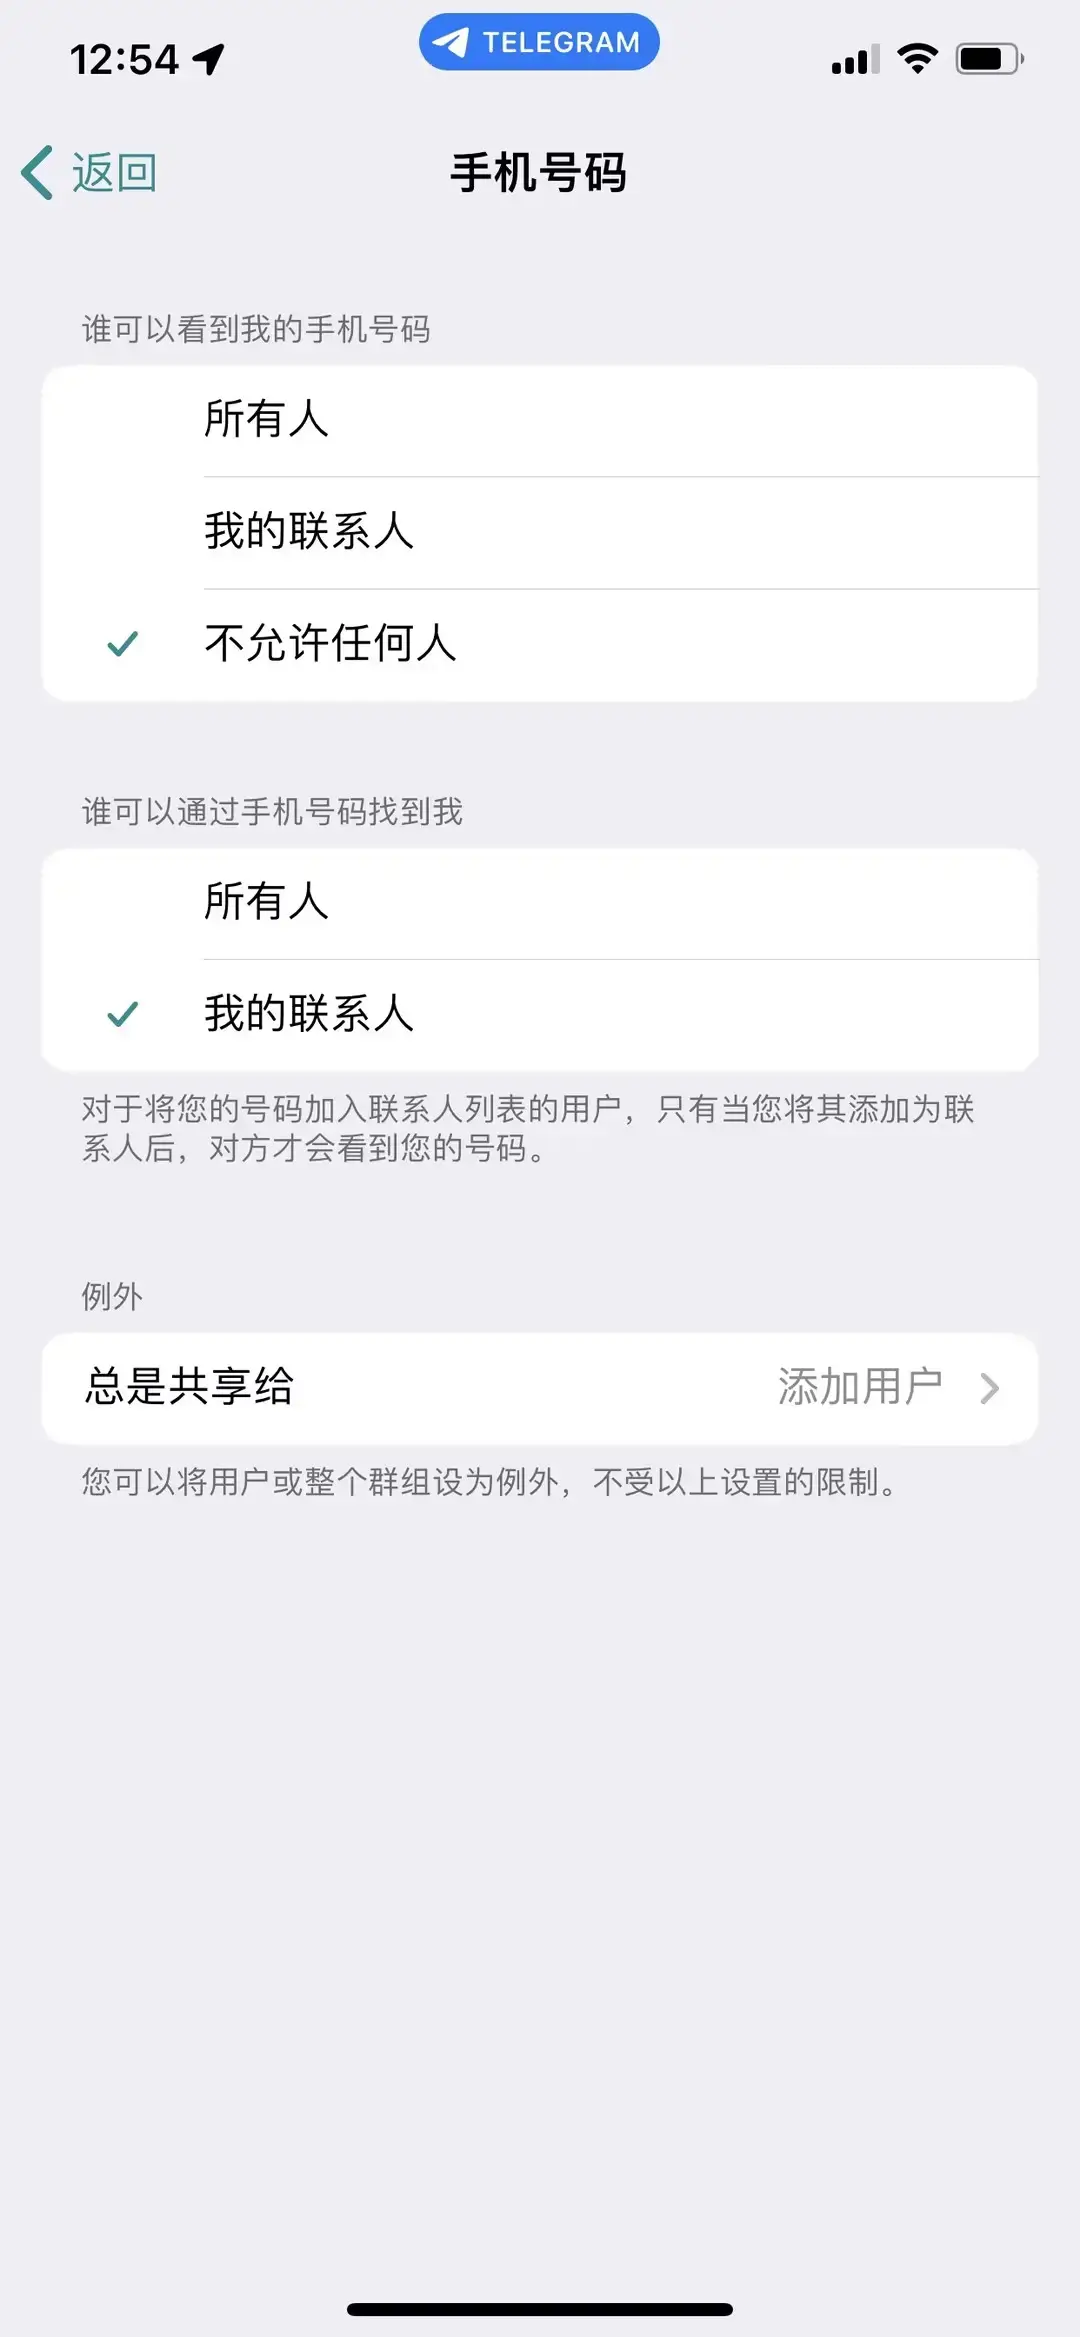 12:54
TELEGRAM
返回
手机号码
谁可以看到我的手机号码
所有人
我的联系人
不允许任何人
谁可以通过手机号码找到我
所有人
我的联系人
对于将您的号码加入联系人列表的用户，只有当您将其添加为联
系人后，对方才会看到您的号码。
例外
总是共享给 添加用户
您可以将用户或整个群组设为例外，不受以上设置的限制。